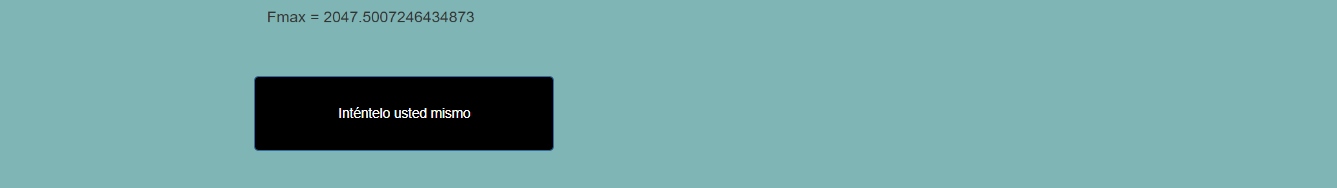 Fmax = 2047.5007246434873
Inténtelo usted mismo